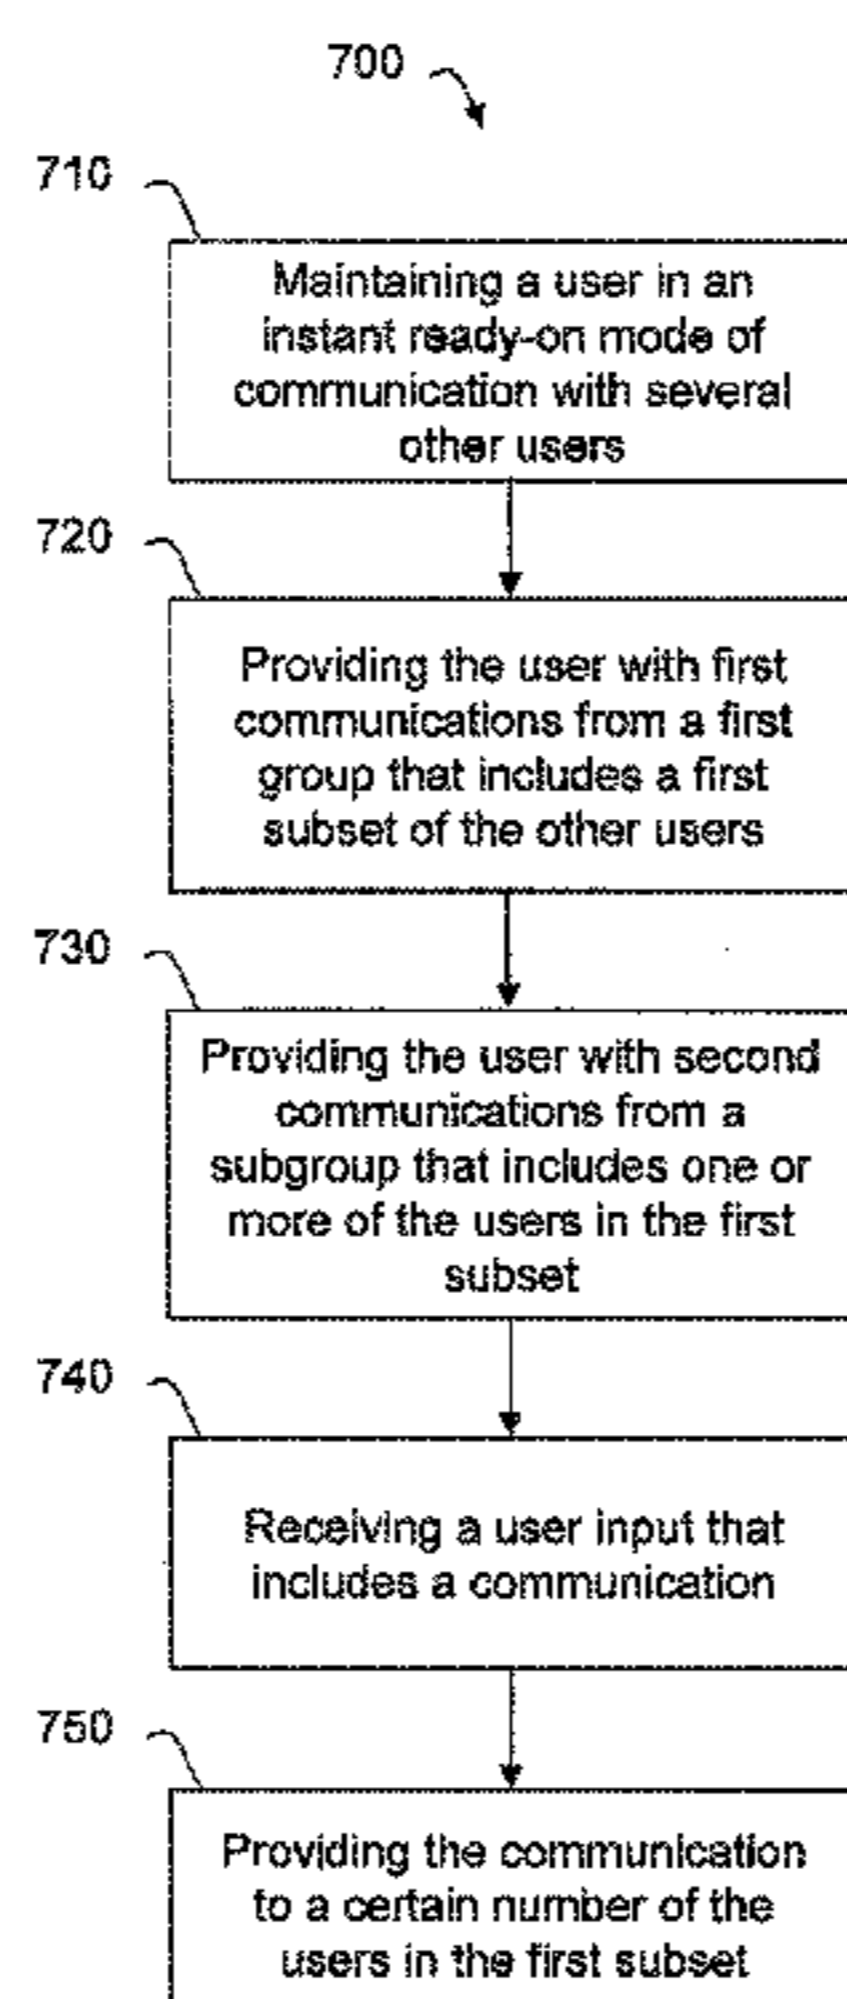 700
710
Maintaining a user in an
instant ready-on mode of
communication with several
other users
720
Providing the user with first
communications from a first
group that includes a first
subset of the other users
730
Providing the user with second
communications from a
subgroup that includes one or
more of the users in the first
subset
740
Receiving a user input that
includes a communication
750
Providing the communication
to a certain number of the
users in the first subset